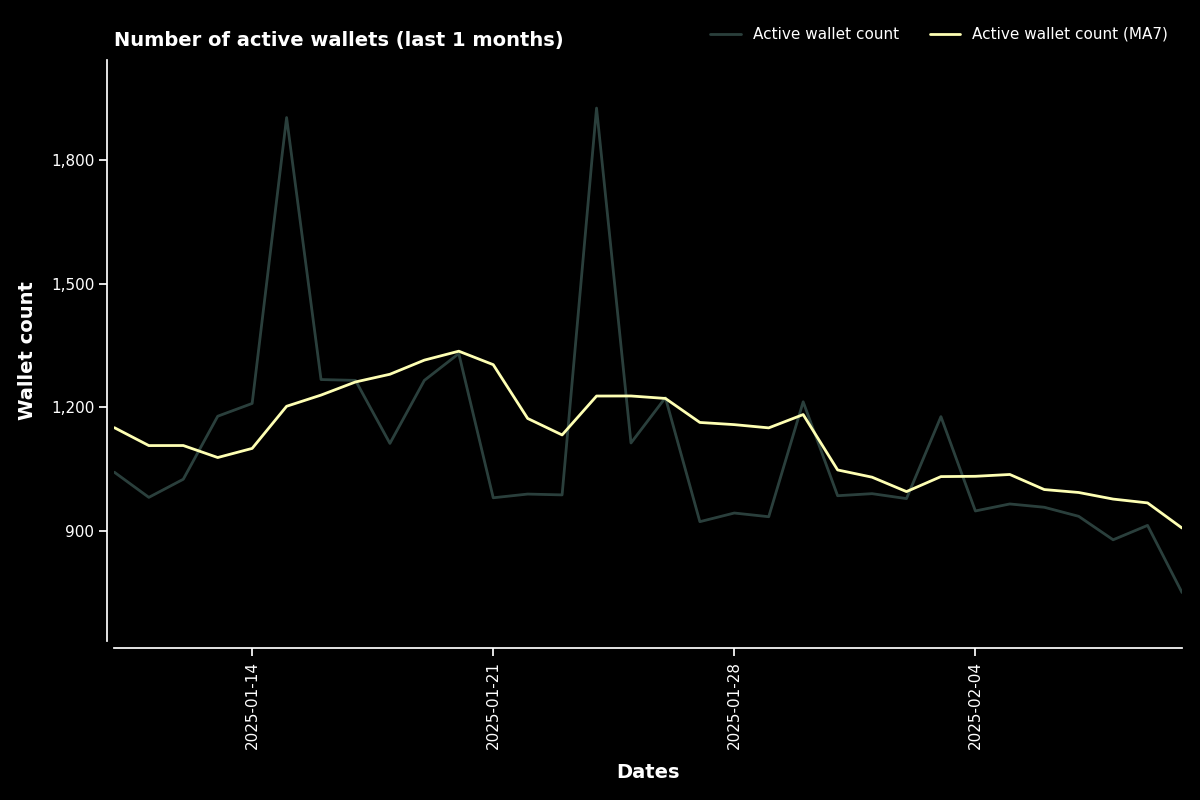 Number of active wallets (last 1 months)
Active wallet count
Active wallet count (MA7)
Wallet count
1,800
1,500
1,200
900
2025-01-14
2025-01-21
2025-01-28
2025-02-04
Dates